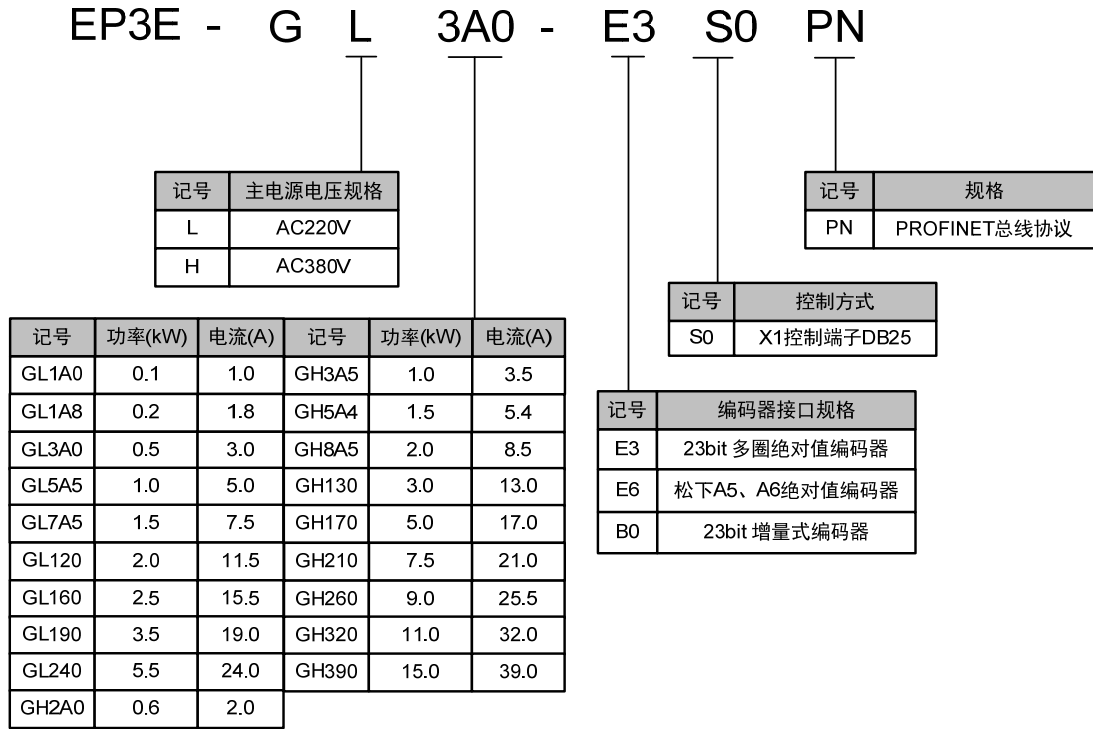 EP3E - G L 3A0 - E3 S0 PN
记号 主电源电压规格
L AC220V
H AC380V
记号 规格
PN PROFINET总线协议
记号 控制方式
S0 X1控制端子DB25
记号 功率(kW) 电流(A) 记号 功率(kW) 电流(A)
GL1A0 0.1 1.0 GH3A5 1.0 3.5
GL1A8 0.2 1.8 GH5A4 1.5 5.4
GL3A0 0.5 3.0 GH8A5 2.0 8.5
GL5A5 1.0 5.0 GH130 3.0 13.0
GL7A5 1.5 7.5 GH170 5.0 17.0
GL120 2.0 11.5 GH210 7.5 21.0
GL160 2.5 15.5 GH260 9.0 25.5
GL190 3.5 19.0 GH320 11.0 32.0
GL240 5.5 24.0 GH390 15.0 39.0
GH2A0 0.6 2.0
记号 编码器接口规格
E3 23bit 多圈绝对值编码器
E6 松下A5、A6绝对值编码器
B0 23bit 增量式编码器